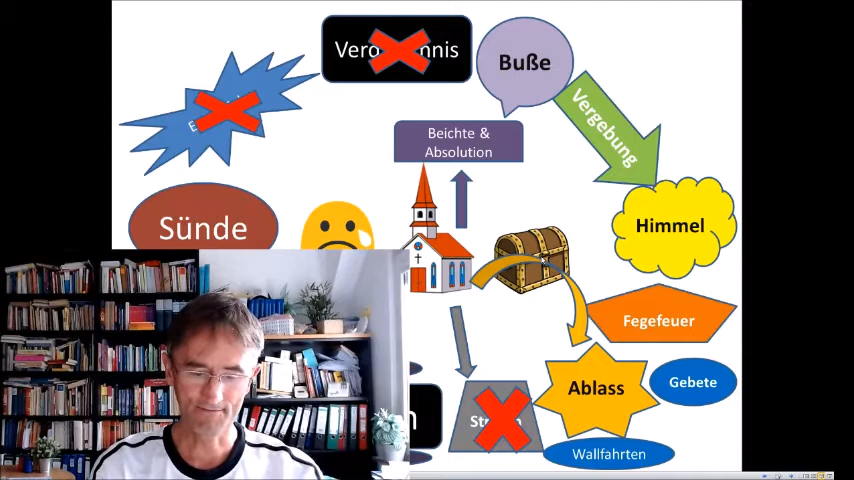 Buße
Vergebung
Beichte &
Absolution
Sünde
Himmel
Fegefeuer
Ablass
Gebete
Wallfahrten